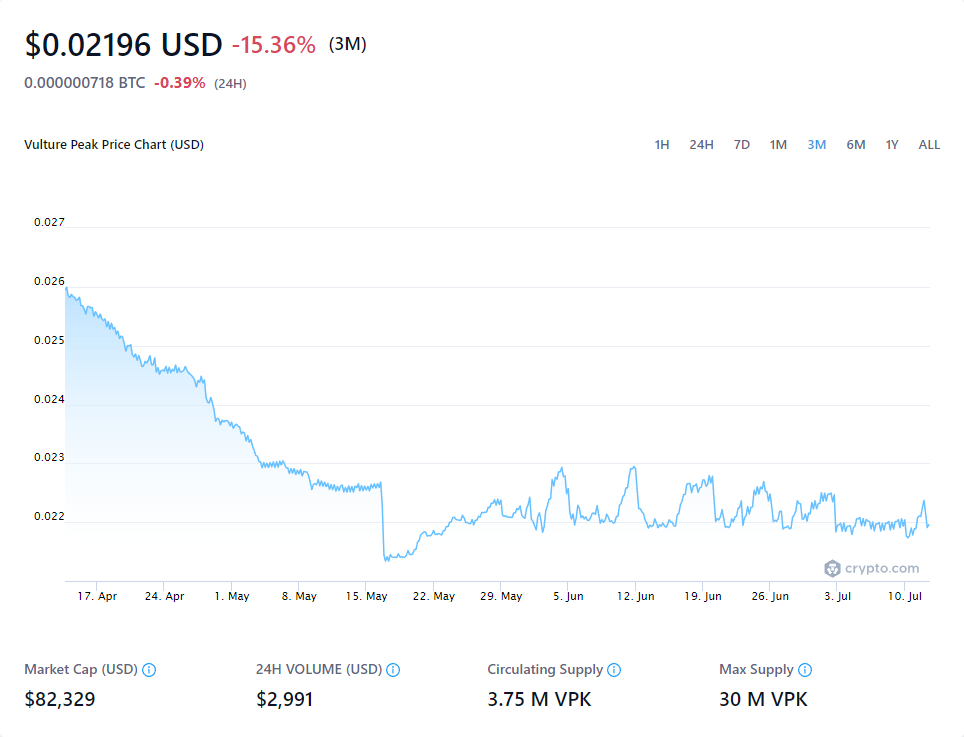 $0.02196 USD -15.36% (3M)
0.000000718 BTC -0.39% (24H)
Vulture Peak Price Chart (USD) 1H 24H 7D 1M 3M 6M 1Y ALL
0.027
0.026
0.025
0.024
0.023
0.022
crypto.com
17. Apr 24. Apr 1. May 8. May 15. May 22. May 29. May 5. Jun 12. Jun 19. Jun 26. Jun 3. Jul 10. Jul
Market Cap (USD) 24H VOLUME (USD) Circulating Supply Max Supply
$82,329 $2,991 3.75 M VPK 30 M VPK